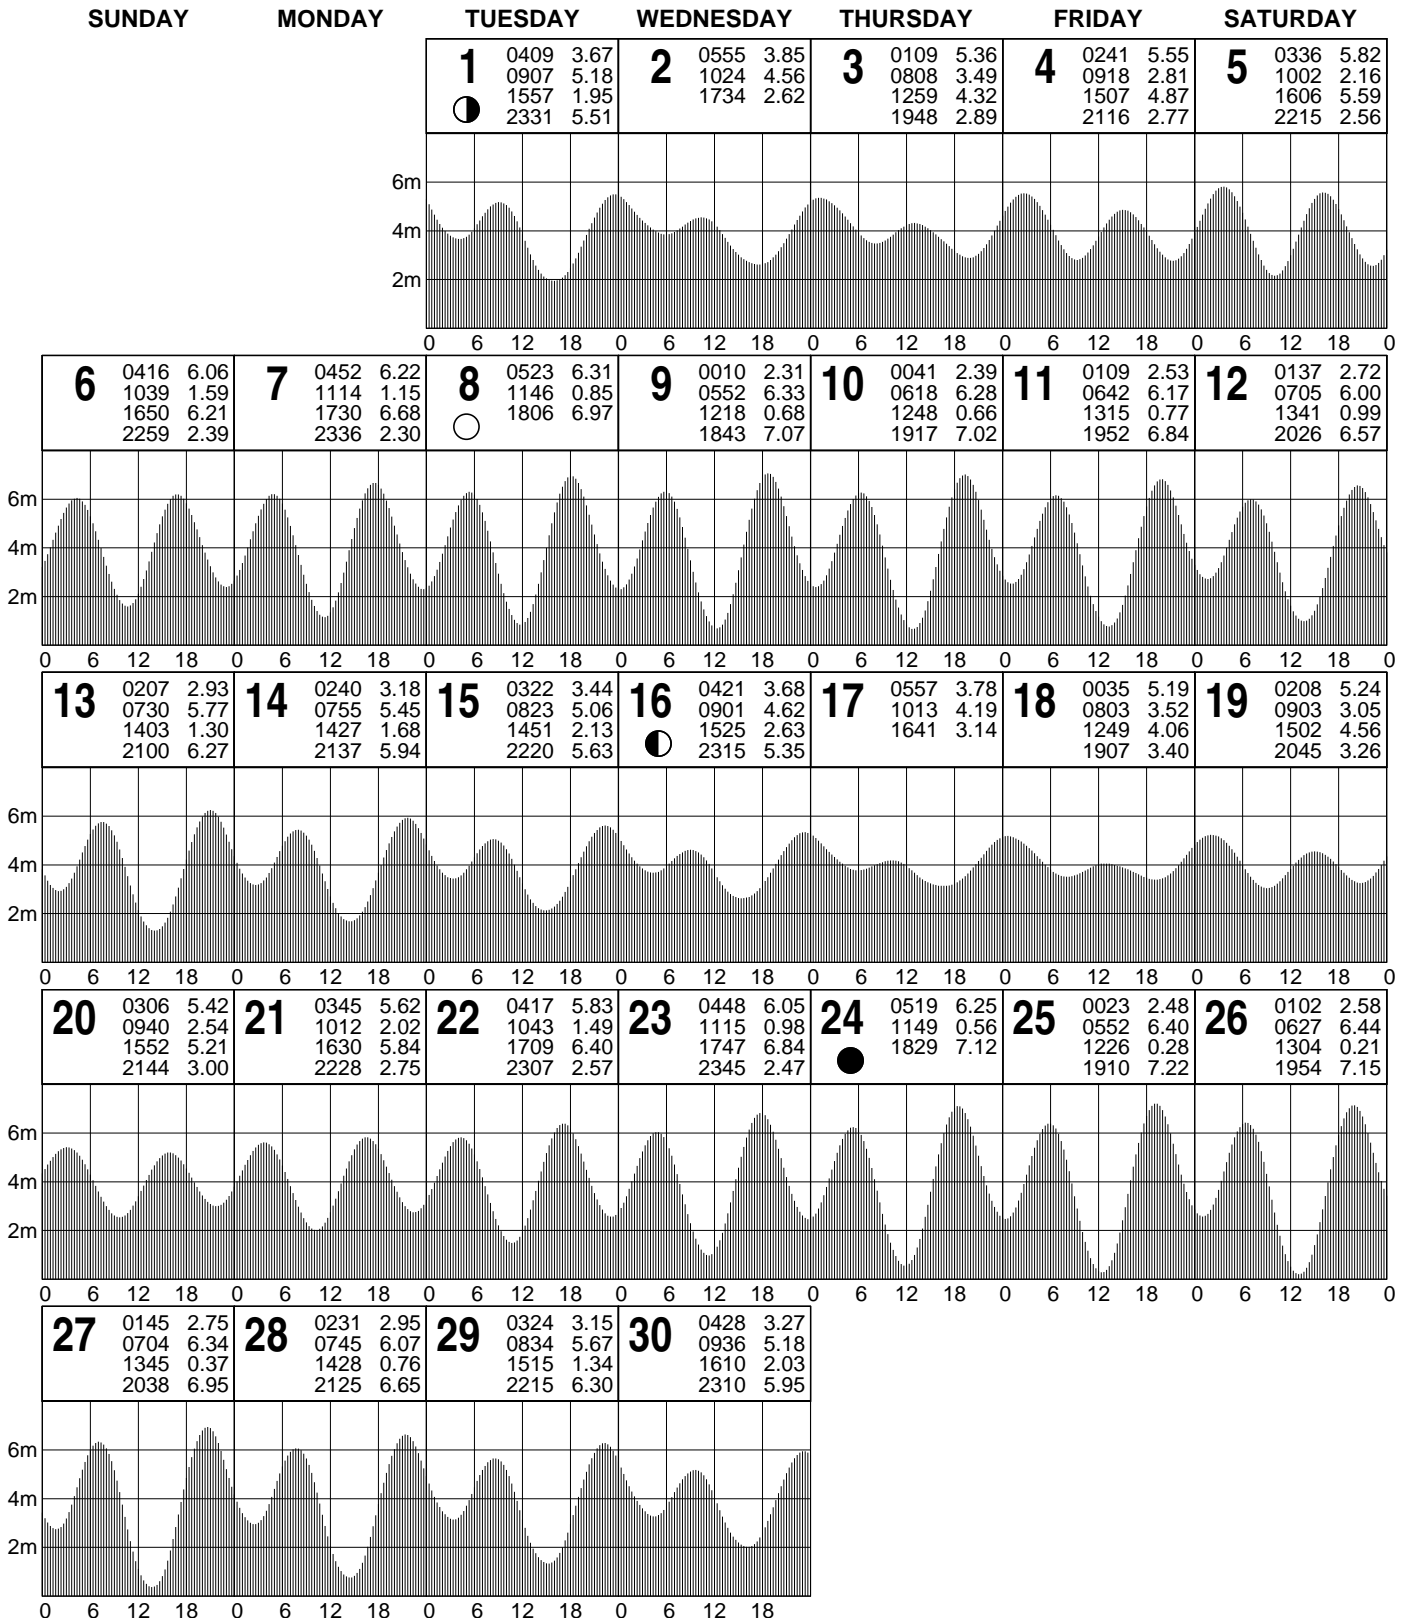 SUNDAY MONDAY TUESDAY WEDNESDAY THURSDAY FRIDAY SATURDAY
1 0409 3.67 2 0555 3.85 3 0109 5.36 4 0241 5.55 5 0336 5.82
0907 5.18 1024 4.56 0808 3.49 0918 2.81 1002 2.16
1557 1.95 1734 2.62 1259 4.32 1507 4.87 1606 5.59
2331 5.51 1948 2.89 2116 2.77 2215 2.56
6m
4m
2m
0 6 12 18 0 6 12 18 0 6 12 18 0 6 12 18 0 6 12 18 0
6 0416 6.06 7 0452 6.22 8 0523 6.31 9 0010 2.31 10 0041 2.39 11 0109 2.53 12 0137 2.72
1039 1.59 1114 1.15 1146 0.85 0552 6.33 0618 6.28 0642 6.17 0705 6.00
1650 6.21 1730 6.68 1806 6.97 1218 0.68 1248 0.66 1315 0.77 1341 0.99
2259 2.39 2336 2.30 1843 7.07 1917 7.02 1952 6.84 2026 6.57
6m
4m
2m
0 6 12 18 0 6 12 18 0 6 12 18 0 6 12 18 0 6 12 18 0 6 12 18 0 6 12 18 0
13 0207 2.93 14 0240 3.18 15 0322 3.44 16 0421 3.68 17 0557 3.78 18 0035 5.19 19 0208 5.24
0730 5.77 0755 5.45 0823 5.06 0901 4.62 1013 4.19 0803 3.52 0903 3.05
1403 1.30 1427 1.68 1451 2.13 1525 2.63 1641 3.14 1249 4.06 1502 4.56
2100 6.27 2137 5.94 2220 5.63 2315 5.35 1907 3.40 2045 3.26
6m
4m
2m
0 6 12 18 0 6 12 18 0 6 12 18 0 6 12 18 0 6 12 18 0 6 12 18 0 6 12 18 0
20 0306 5.42 21 0345 5.62 22 0417 5.83 23 0448 6.05 24 0519 6.25 25 0023 2.48 26 0102 2.58
0940 2.54 1012 2.02 1043 1.49 1115 0.98 1149 0.56 0552 6.40 0627 6.44
1552 5.21 1630 5.84 1709 6.40 1747 6.84 1829 7.12 1226 0.28 1304 0.21
2144 3.00 2228 2.75 2307 2.57 2345 2.47 1910 7.22 1954 7.15
6m
4m
2m
0 6 12 18 0 6 12 18 0 6 12 18 0 6 12 18 0 6 12 18 0 6 12 18 0 6 12 18 0
27 0145 2.75 28 0231 2.95 29 0324 3.15 30 0428 3.27
0704 6.34 0745 6.07 0834 5.67 0936 5.18
1345 0.37 1428 0.76 1515 1.34 1610 2.03
2038 6.95 2125 6.65 2215 6.30 2310 5.95
6m
4m
2m
0 6 12 18 0 6 12 18 0 6 12 18 0 6 12 18